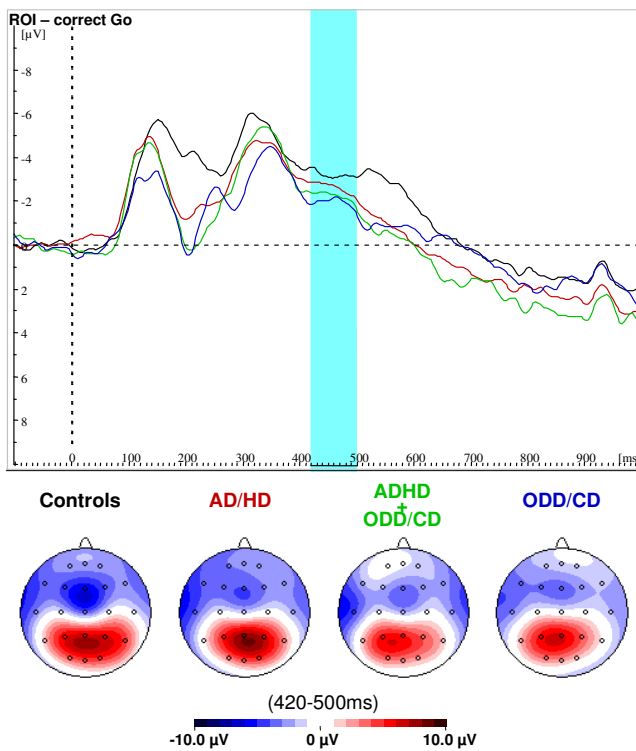 ROI – correct Go
[µV]
-8
-6
-4
-2
0
2
4
6
8
0 100 200 300 400 500 600 700 800 900 [ms
Controls AD/HD ADHD + ODD/CD ODD/CD
(420-500ms)
-10.0 µV 0 µV 10.0 µV